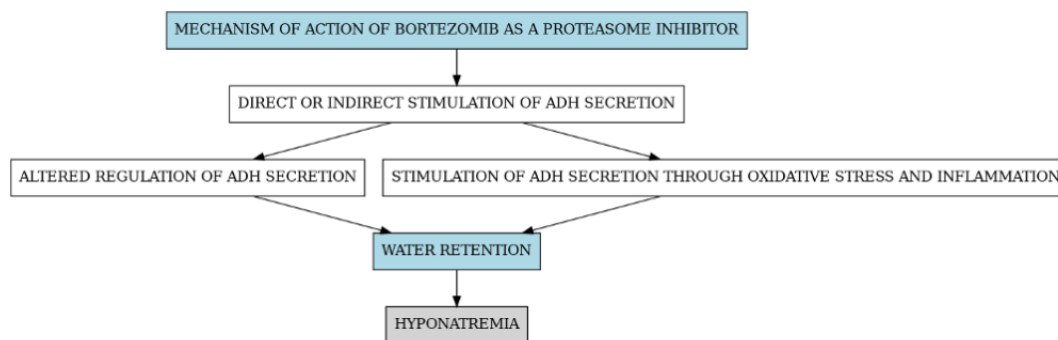 MECHANISM OF ACTION OF BORTEZOMIB AS A PROTEASOME INHIBITOR
DIRECT OR INDIRECT STIMULATION OF ADH SECRETION
ALTERED REGULATION OF ADH SECRETION
STIMULATION OF ADH SECRETION THROUGH OXIDATIVE STRESS AND INFLAMMATION
WATER RETENTION
HYPONATREMIA